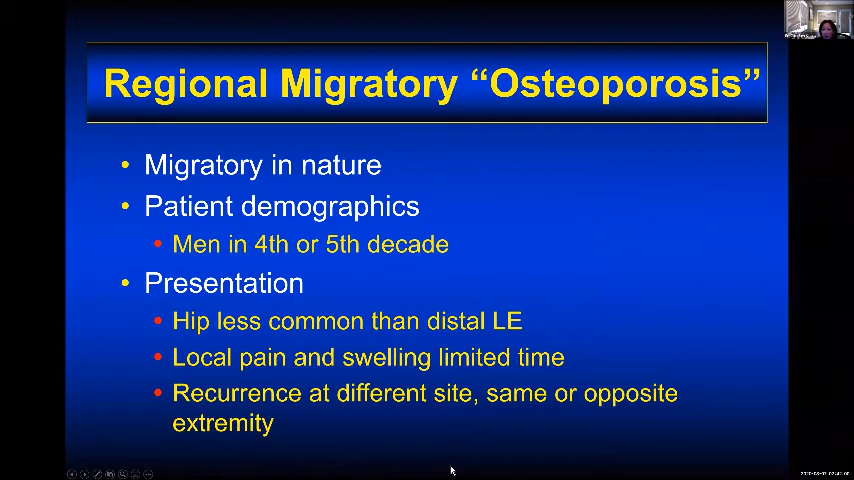 Regional Migratory “Osteoporosis”
• Migratory in nature
• Patient demographics
• Men in 4th or 5th decade
• Presentation
• Hip less common than distal LE
• Local pain and swelling limited time
• Recurrence at different site, same or opposite
extremity